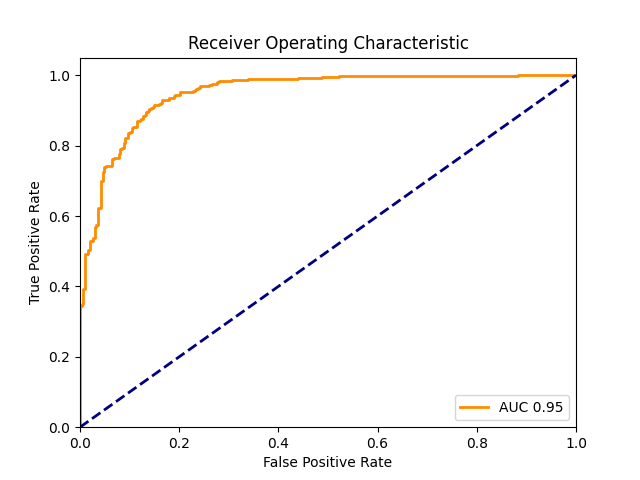 Receiver Operating Characteristic
1.0
0.8
0.6
0.4
0.2
0.0
True Positive Rate
AUC 0.95
0.0 0.2 0.4 0.6 0.8 1.0
False Positive Rate